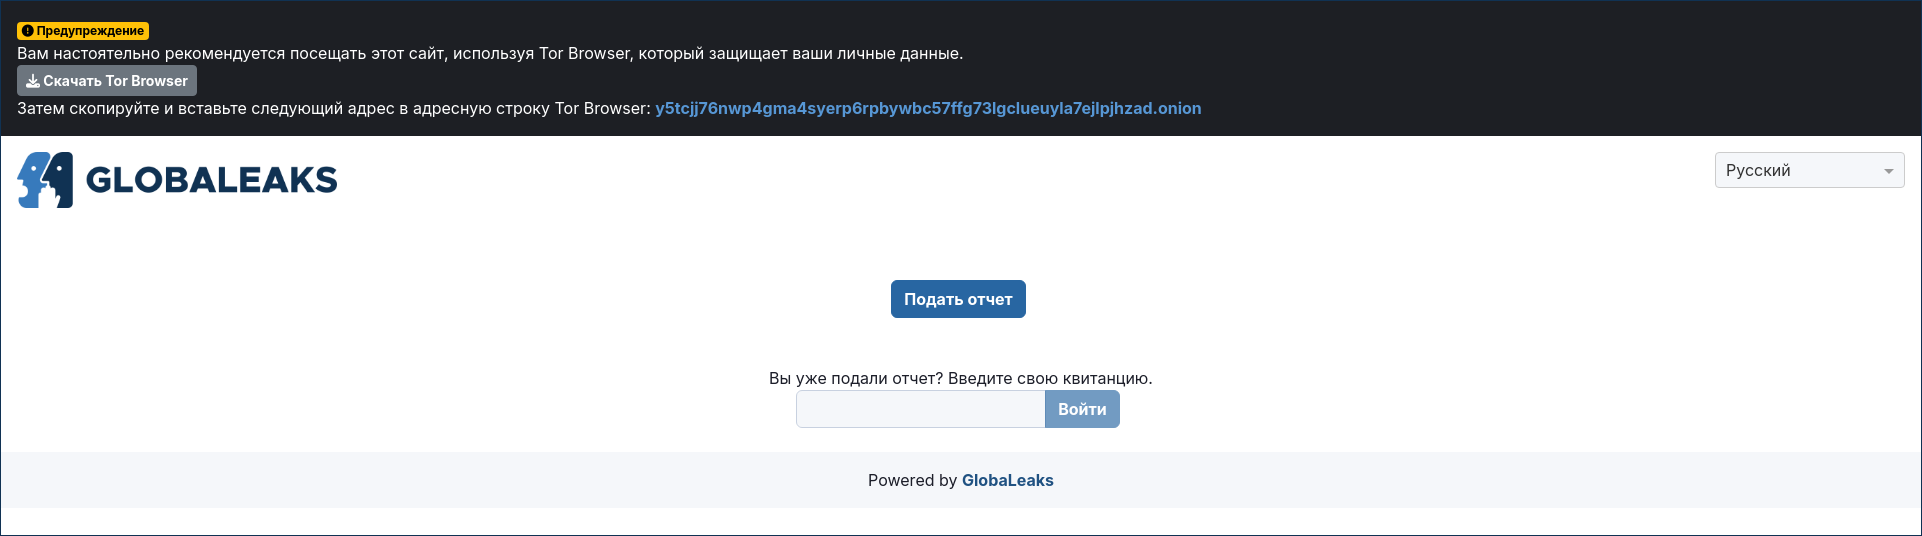 Предупреждение
Вам настоятельно рекомендуется посещать этот сайт, используя Tor Browser, который защищает ваши личные данные.
Скачать Tor Browser
Затем скопируйте и вставьте следующий адрес в адресную строку Tor Browser: y5tcjj76nwp4gma4syerp6rpbywbc57ffg73lgclueuyla7ejlpjhzad.onion
GLOBALEAKS
Русский
Подать отчет
Вы уже подали отчет? Введите свою квитанцию.
Войти
Powered by GlobaLeaks